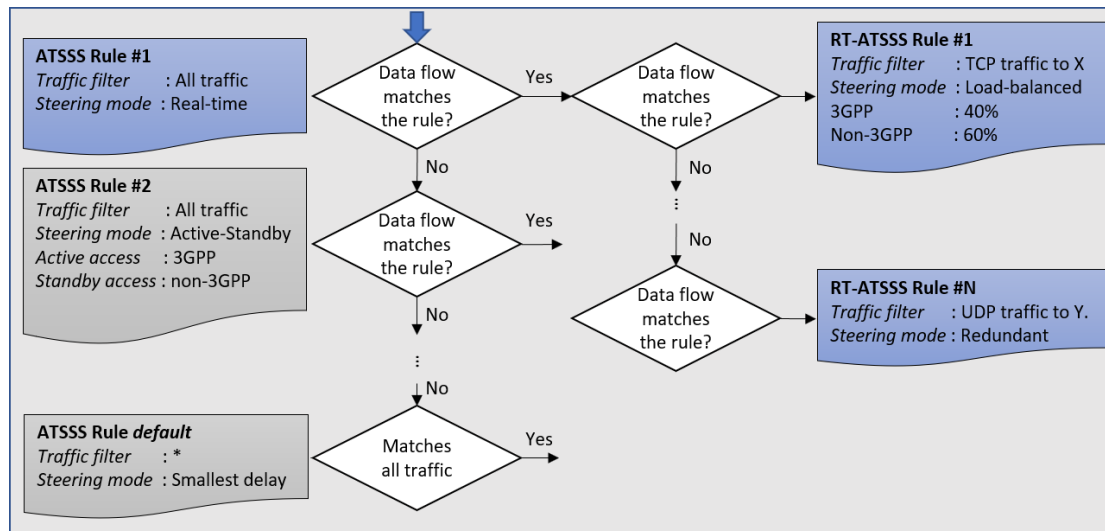 ATSSS Rule #1
Traffic filter : All traffic
Steering mode : Real-time
Data flow
matches
the rule?
Yes
Data flow
matches
the rule?
RT-ATSSS Rule #1
Traffic filter : TCP traffic to X
Steering mode : Load-balanced
3GPP : 40%
Non-3GPP : 60%
No
No
ATSSS Rule #2
Traffic filter : All traffic
Steering mode : Active-Standby
Active access : 3GPP
Standby access : non-3GPP
Data flow
matches
the rule?
Yes
...
No
Data flow
matches
the rule?
RT-ATSSS Rule #N
Traffic filter : UDP traffic to Y.
Steering mode : Redundant
No
...
No
ATSSS Rule default
Traffic filter : *
Steering mode : Smallest delay
Matches
all traffic
Yes